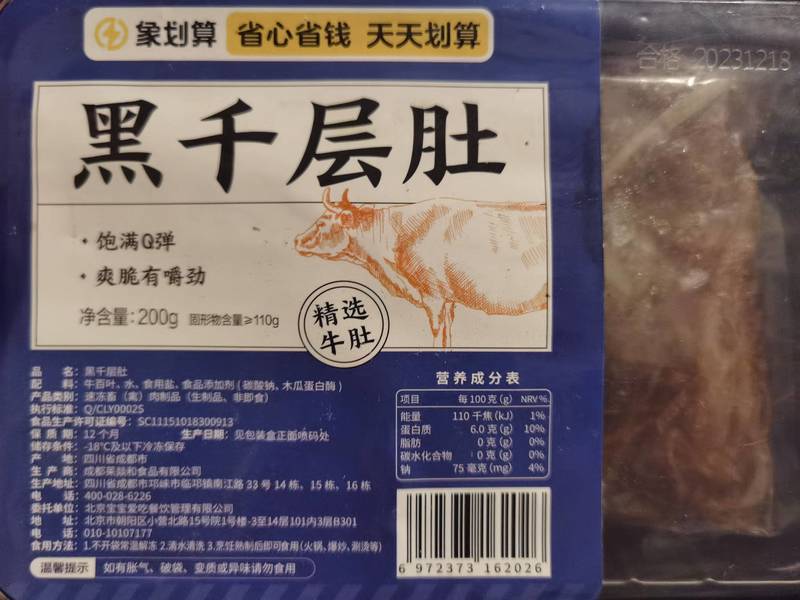 象划算 省心省钱 天天划算
合格 20231218
黑千层肚
·饱满Q弹
·爽脆有嚼劲
净含量:200g 固形物含量≥110g
精选
牛肚
品 名:黑千层肚
配 料:牛百叶、水、食用盐、食品添加剂(碳酸钠、木瓜蛋白酶)
产品类别:速冻畜(禽)肉制品(生制品、非即食)
执行标准:Q/CLY0002S
食品生产许可证编号:SC11151018300913
保 质 期:12个月 生产日期:见包装盒正面喷码处
储存条件:-18℃及以下冷冻保存
产 地:四川省成都市
生 产 商:成都莱燚和食品有限公司
生产地址:四川省成都市邛崃市临邛镇南江路33号14栋、15栋、16栋
电 话:400-028-6226
委托单位:北京宝宝爱吃餐饮管理有限公司
地 址:北京市朝阳区小营北路15号院1号楼-3至14层101内3层B301
电 话:010-10107177
食用方法:1.不开袋常温解冻 2.清水清洗 3.烹饪熟制后即可食用(火锅、爆炒、涮烫等)
温馨提示 如有胀气、破袋、变质或异味请勿食用
营养成分表
项目 每100克(g) NRV%
能量 110千焦(kJ) 1%
蛋白质 6.0克(g) 10%
脂肪 0克(g) 0%
碳水化合物 0克(g) 0%
钠 75毫克(mg) 4%
6 972373 162026